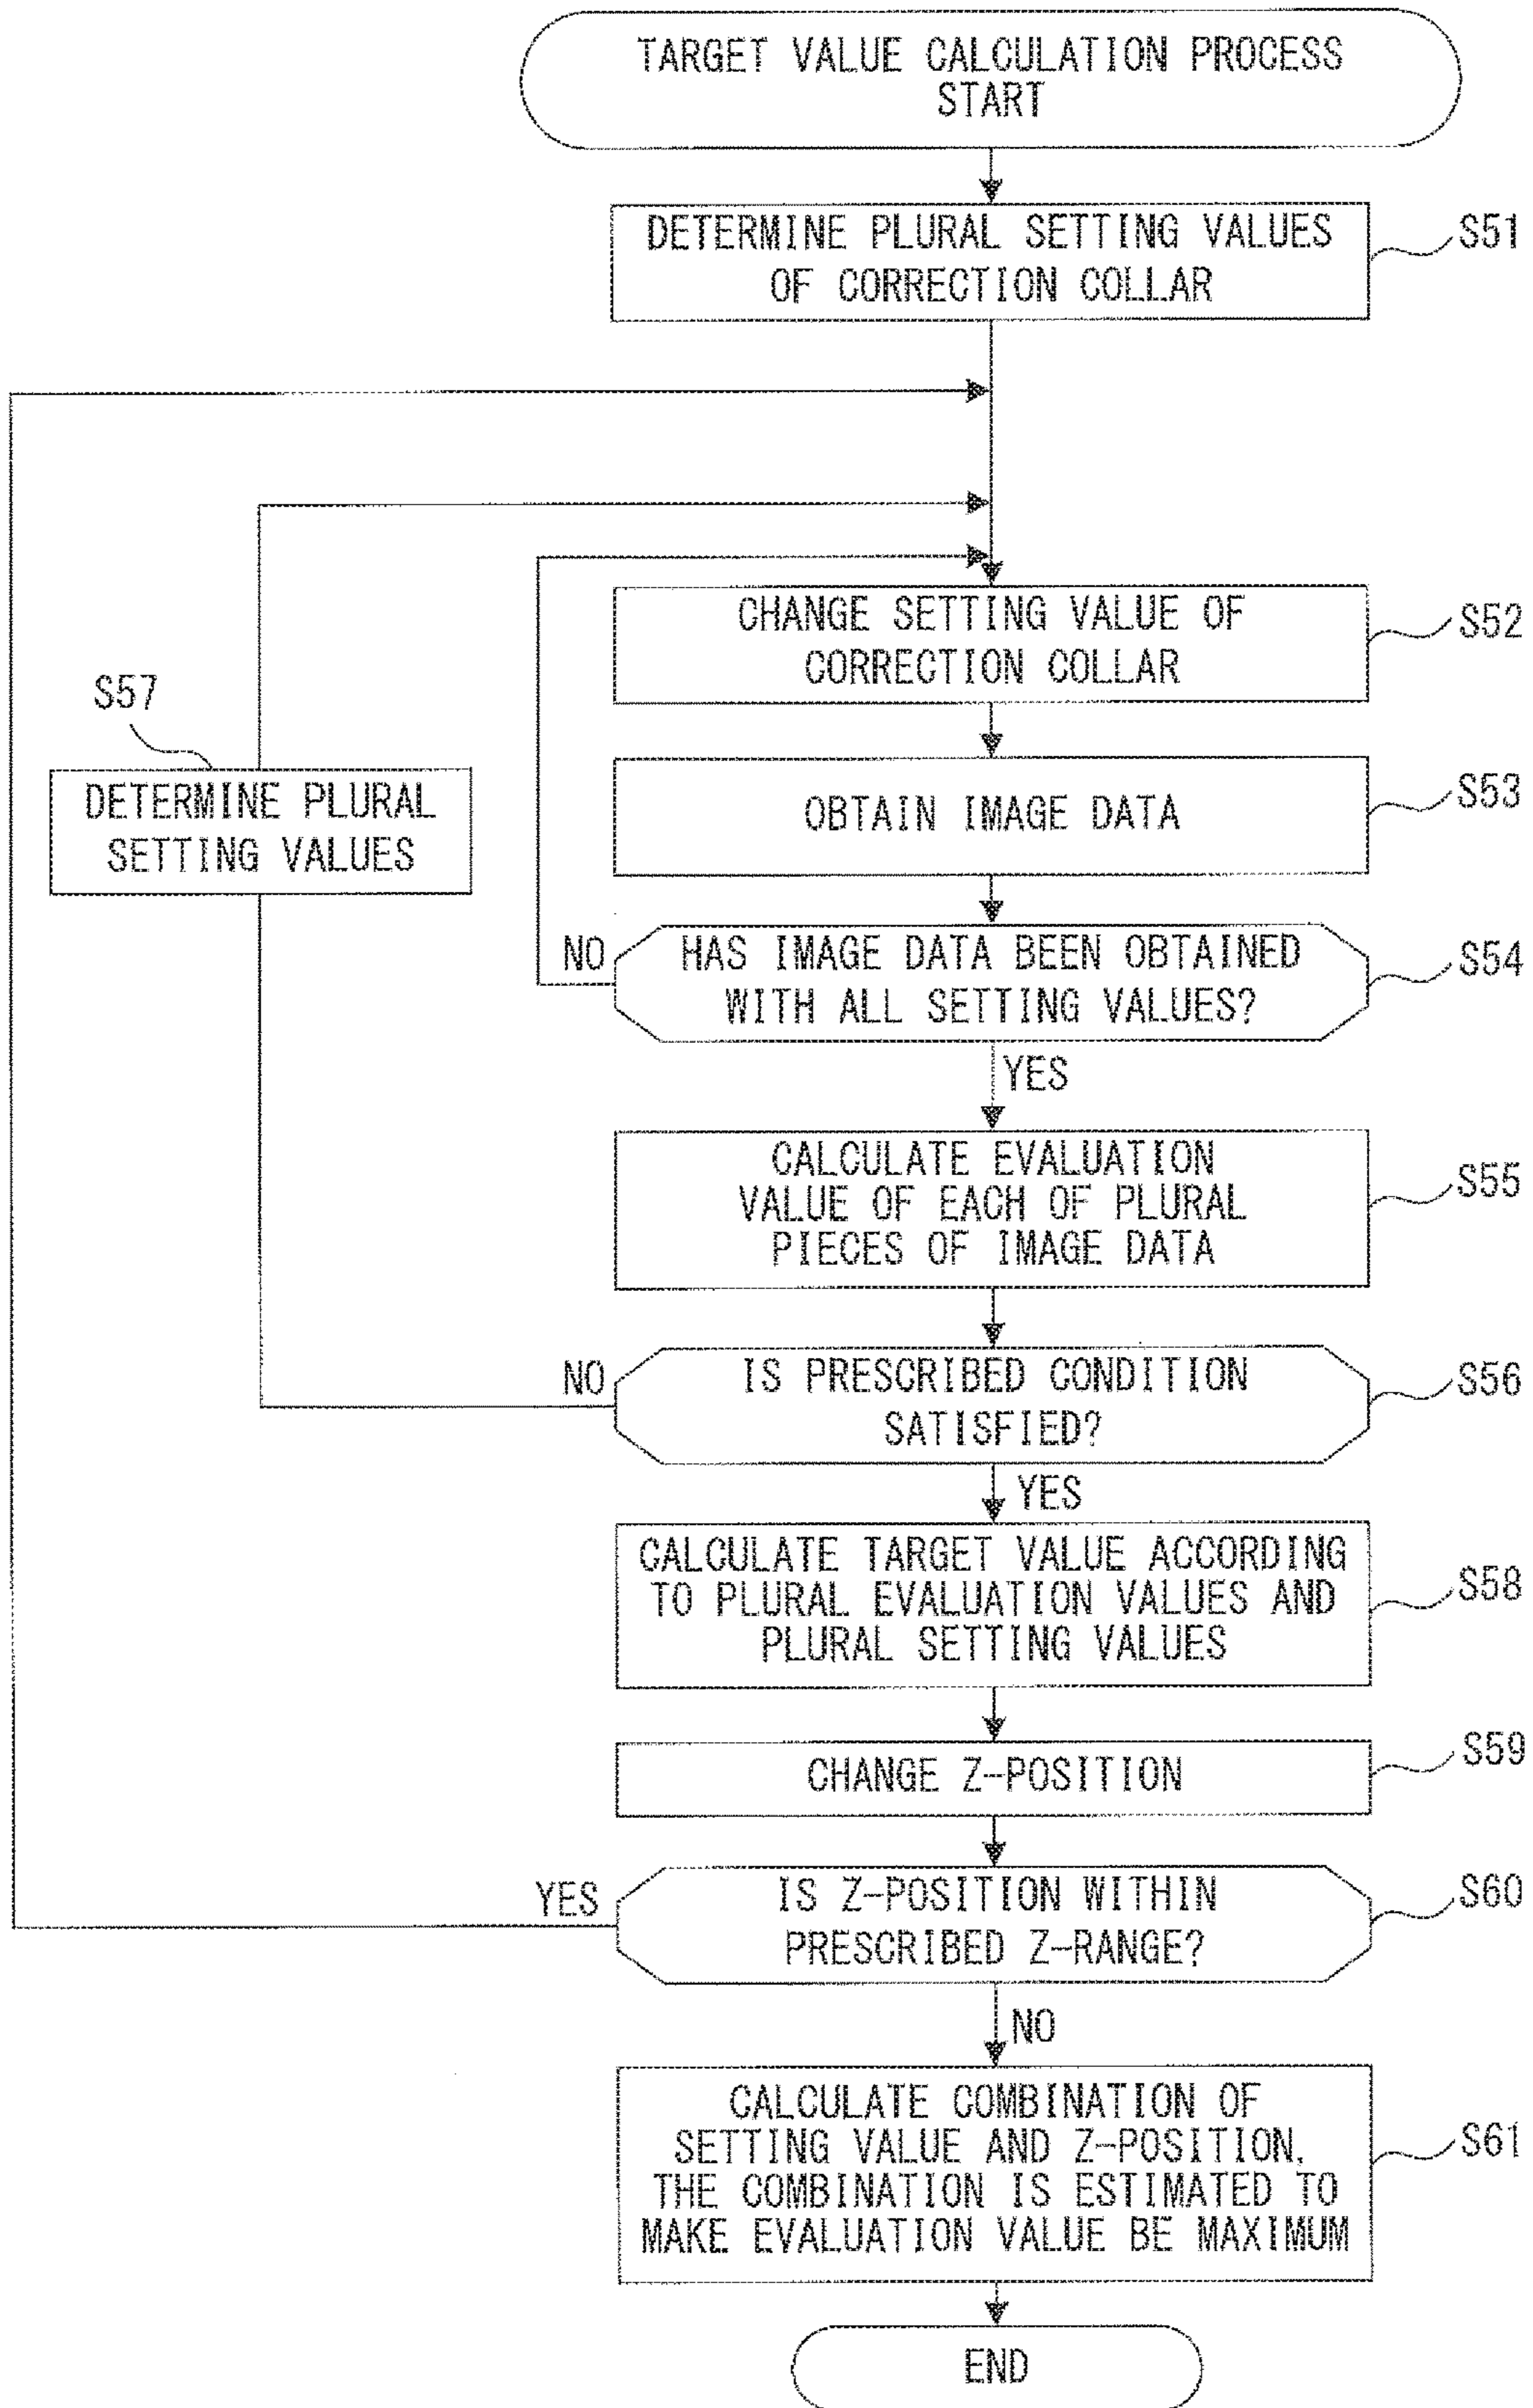 TARGET VALUE CALCULATION PROCESS
START
DETERMINE PLURAL SETTING VALUES
OF CORRECTION COLLAR
S51
CHANGE SETTING VALUE OF
CORRECTION COLLAR
S52
S57
DETERMINE PLURAL
SETTING VALUES
OBTAIN IMAGE DATA
S53
NO
HAS IMAGE DATA BEEN OBTAINED
WITH ALL SETTING VALUES?
S54
YES
CALCULATE EVALUATION
VALUE OF EACH OF PLURAL
PIECES OF IMAGE DATA
S55
NO
IS PRESCRIBED CONDITION
SATISFIED?
S56
YES
CALCULATE TARGET VALUE ACCORDING
TO PLURAL EVALUATION VALUES AND
PLURAL SETTING VALUES
S58
CHANGE Z-POSITION
S59
YES
IS Z-POSITION WITHIN
PRESCRIBED Z-RANGE?
S60
NO
CALCULATE COMBINATION OF
SETTING VALUE AND Z-POSITION,
THE COMBINATION IS ESTIMATED TO
MAKE EVALUATION VALUE BE MAXIMUM
S61
END